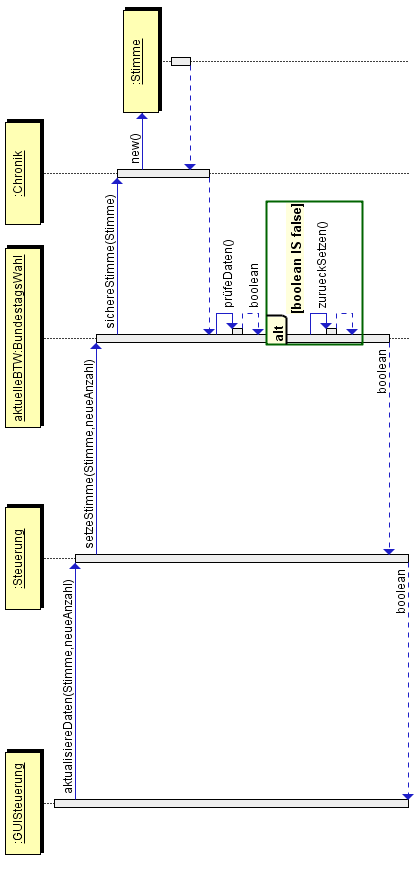 :GUISteuerung
:Steuerung
aktuelleBTW:BundestagsWahl
:Chronik
:Stimme
aktualisiereDaten(Stimme,neueAnzahl)
setzeStimme(Stimme,neueAnzahl)
sichereStimme(Stimme)
new()
prüfeDaten()
boolean
alt
[boolean IS false]
zurueckSetzen()
boolean
boolean